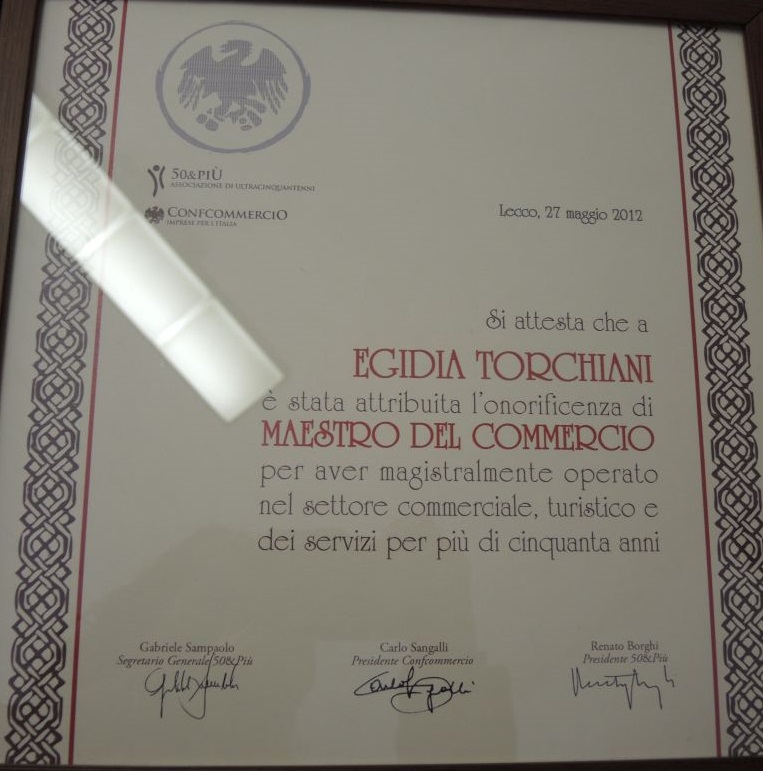 50&PIÙ
ASSOCIAZIONE DI ULTRACINQUANTENNI
CONFCOMMERCIO
IMPRESE PER L'ITALIA
Lecco, 27 maggio 2012
Si attesta che a
EGIDIA TORCHIANI
è stata attribuita l'onorificenza di
MAESTRO DEL COMMERCIO
per aver magistralmente operato
nel settore commerciale, turistico e
dei servizi per più di cinquanta anni
Gabriele Sampaolo
Segretario Generale 50&Più
Carlo Sangalli
Presidente Confcommercio
Renato Borghi
Presidente 50&Più